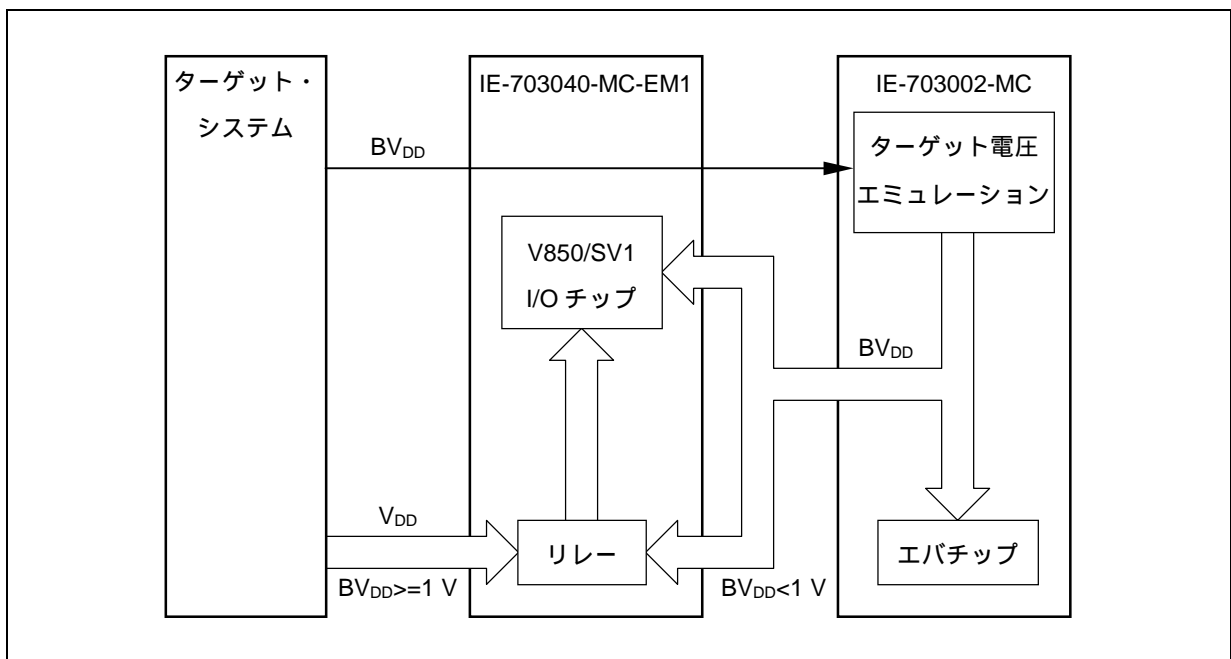 ターゲット・
システム
IE-703040-MC-EM1
IE-703002-MC
BVDD
ターゲット電圧
エミュレーション
V850/SV1
I/O チップ
BVDD
VDD
リレー
エバチップ
BVDD>=1 V
BVDD<1 V